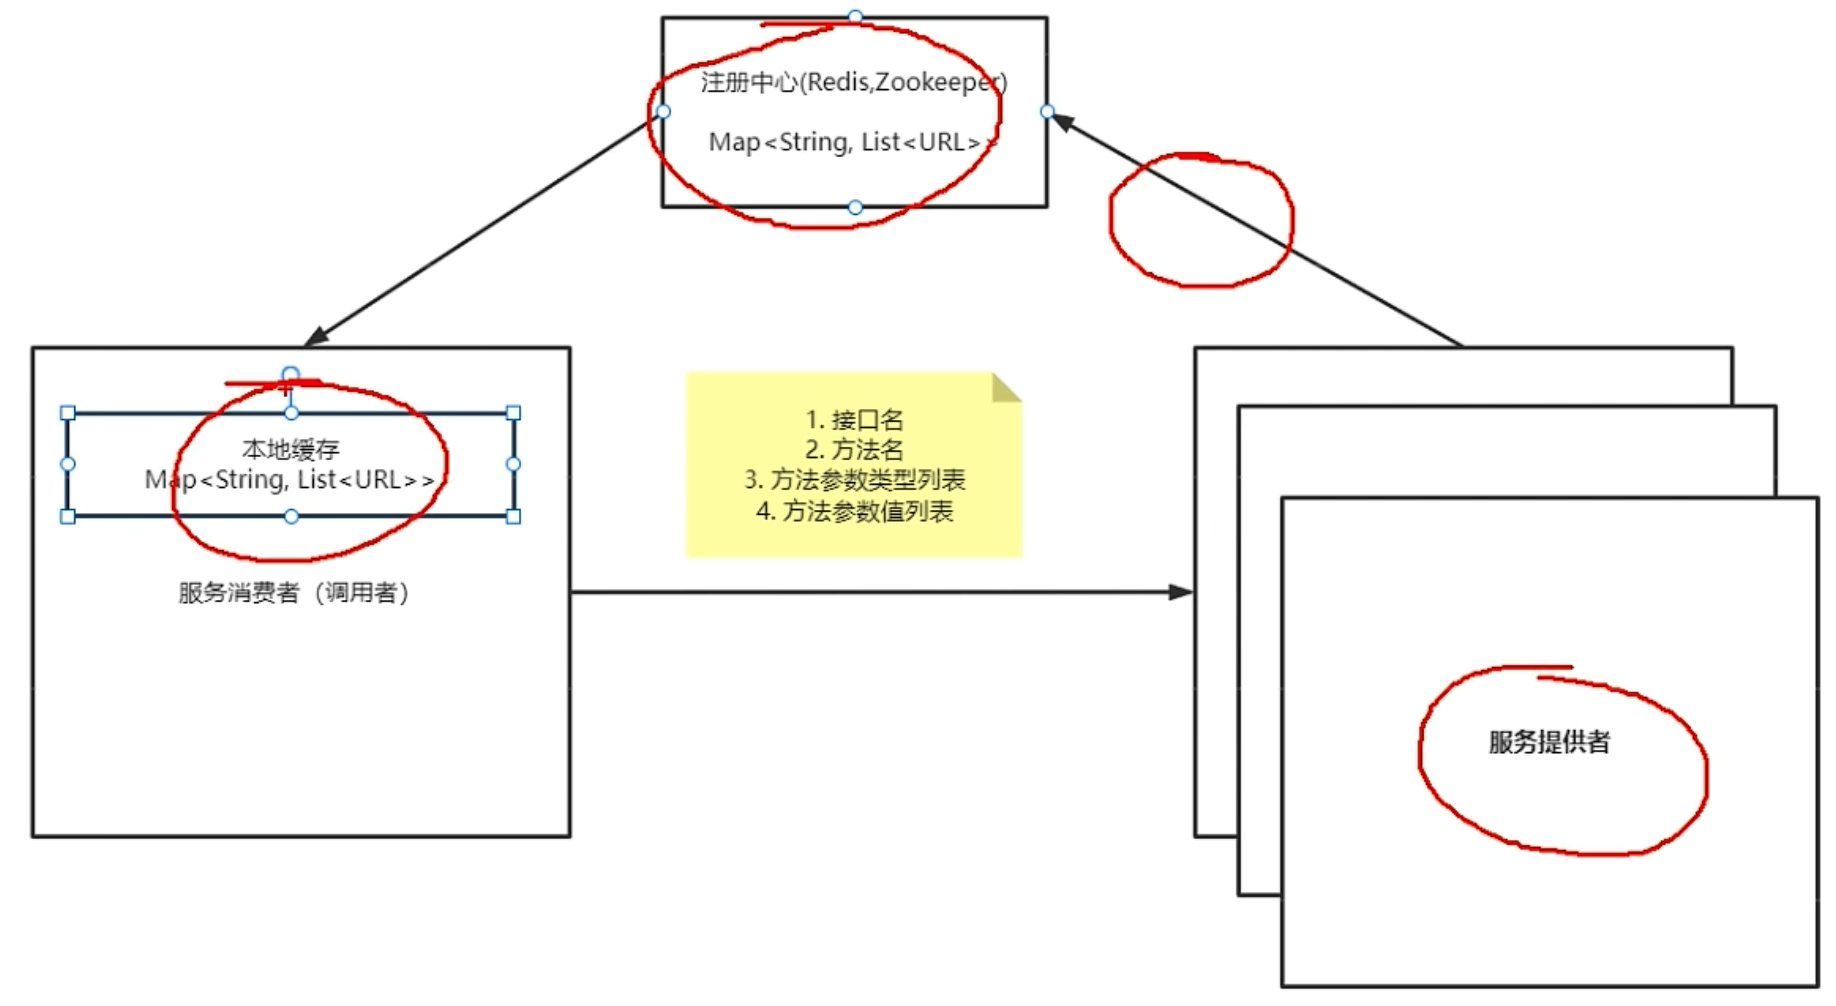 注册中心(Redis,Zookeeper)
Map<String, List<URL>>
本地缓存
Map<String, List<URL>>
服务消费者（调用者）
1. 接口名
2. 方法名
3. 方法参数类型列表
4. 方法参数值列表
服务提供者